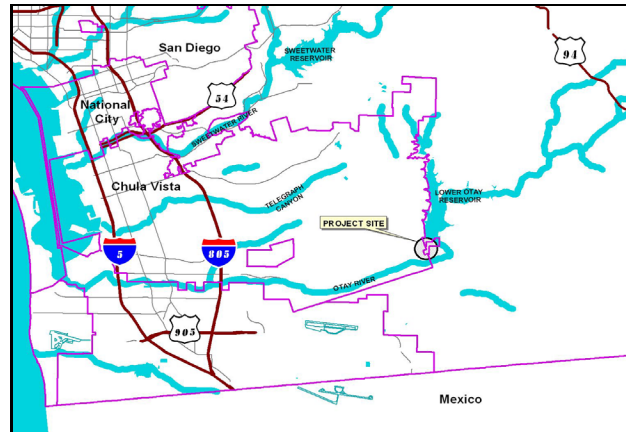 San Diego
SWEETWATER
RESERVOIR
94
54
National
City
SWEETWATER RIVER
Chula Vista
TELEGRAPH
CANYON
LOWER OTAY
RESERVOIR
PROJECT SITE
5
805
OTAY RIVER
905
Mexico